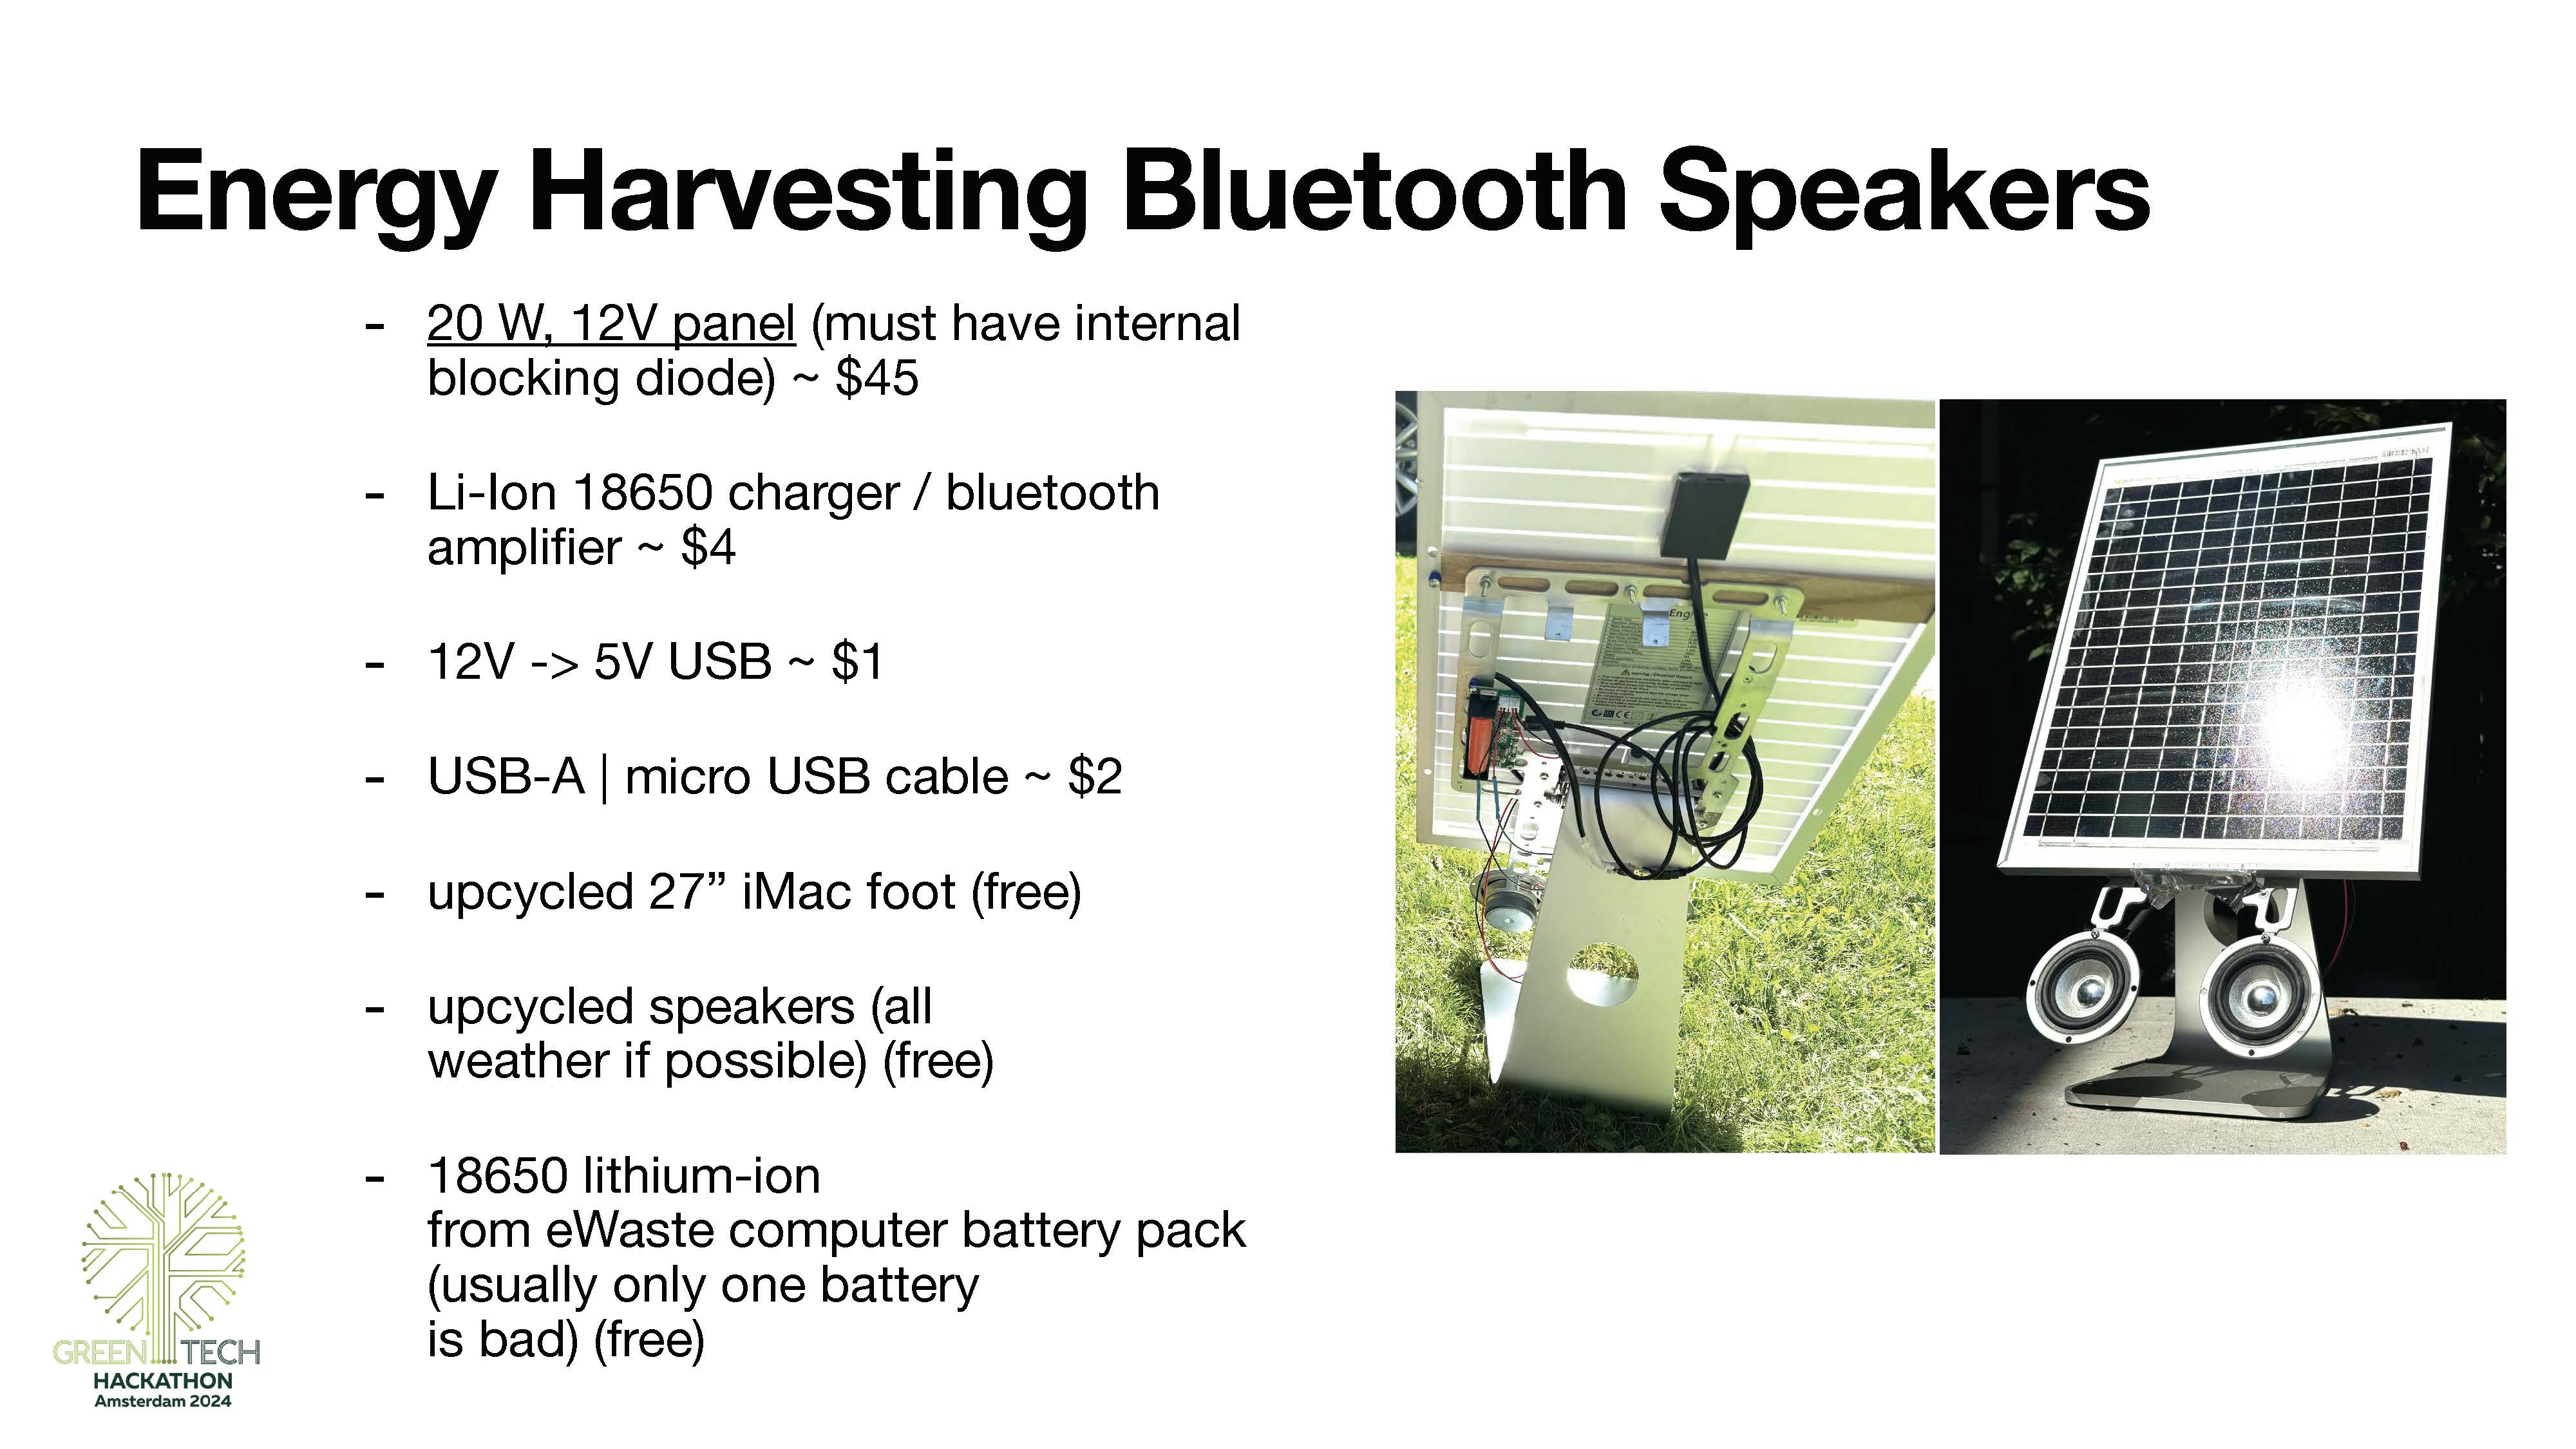 Energy Harvesting Bluetooth Speakers
- 20 W, 12V panel (must have internal
blocking diode) ~ $45
- Li-Ion 18650 charger / bluetooth
amplifier ~ $4
- 12V -> 5V USB ~ $1
- USB-A | micro USB cable ~ $2
- upcycled 27” iMac foot (free)
- upcycled speakers (all
weather if possible) (free)
- 18650 lithium-ion
from eWaste computer battery pack
(usually only one battery
is bad) (free)
GREEN TECH
HACKATHON
Amsterdam 2024